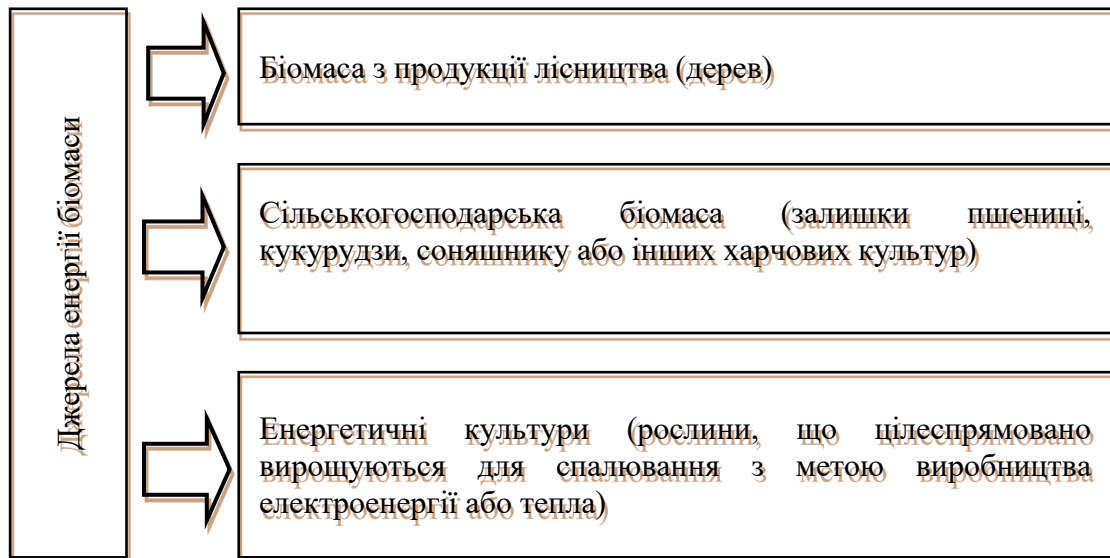 Джерела енергії біомаси
Біомаса з продукції лісництва (дерев)
Сільськогосподарська біомаса (залишки пшениці,
кукурудзи, соняшнику або інших харчових культур)
Енергетичні культури (рослини, що цілеспрямовано
вирощуються для спалювання з метою виробництва
електроенергії або тепла)